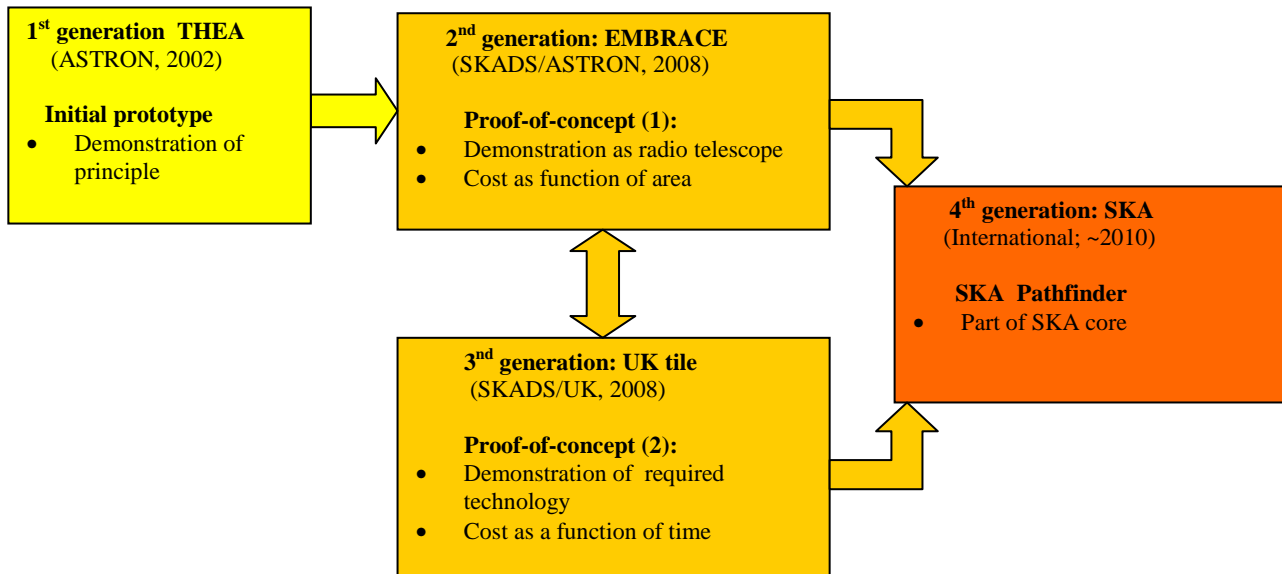 1st generation THEA
(ASTRON, 2002)
Initial prototype
• Demonstration of
principle
2nd generation: EMBRACE
(SKADS/ASTRON, 2008)
Proof-of-concept (1):
• Demonstration as radio telescope
• Cost as function of area
3nd generation: UK tile
(SKADS/UK, 2008)
Proof-of-concept (2):
• Demonstration of required
technology
• Cost as a function of time
4th generation: SKA
(International; ~2010)
SKA Pathfinder
• Part of SKA core